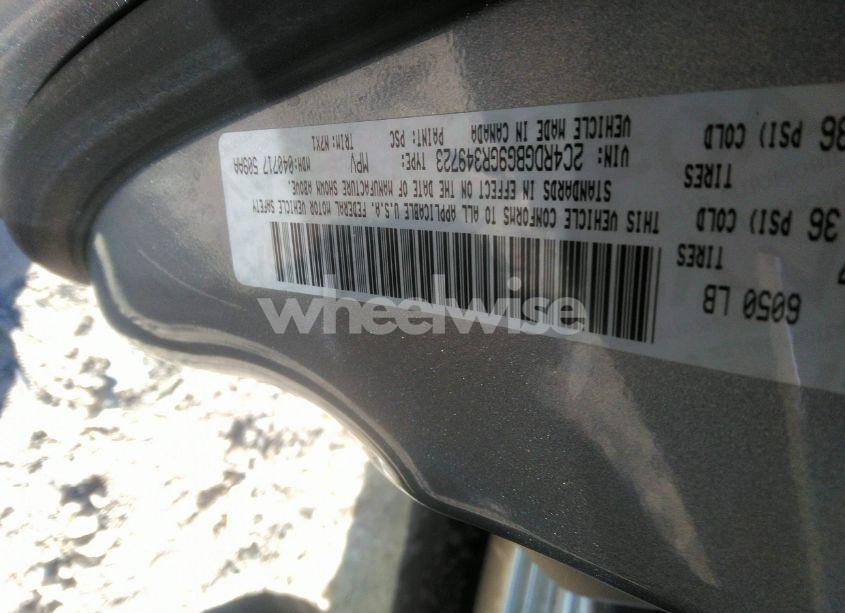 6050 LB
TIRES
36 PSI) COLD
TIRES
36 PSI) COLD
THIS VEHICLE CONFORMS TO ALL APPLICABLE U.S.A. FEDERAL MOTOR VEHICLE SAFETY
STANDARDS IN EFFECT ON THE DATE OF MANUFACTURE SHOWN ABOVE.
VIN: 2C4RDGBG9GR349723 TYPE: MPV MDH:040717 509AA
VEHICLE MADE IN CANADA PAINT: PSC TRIM: M7X1
wheelwise